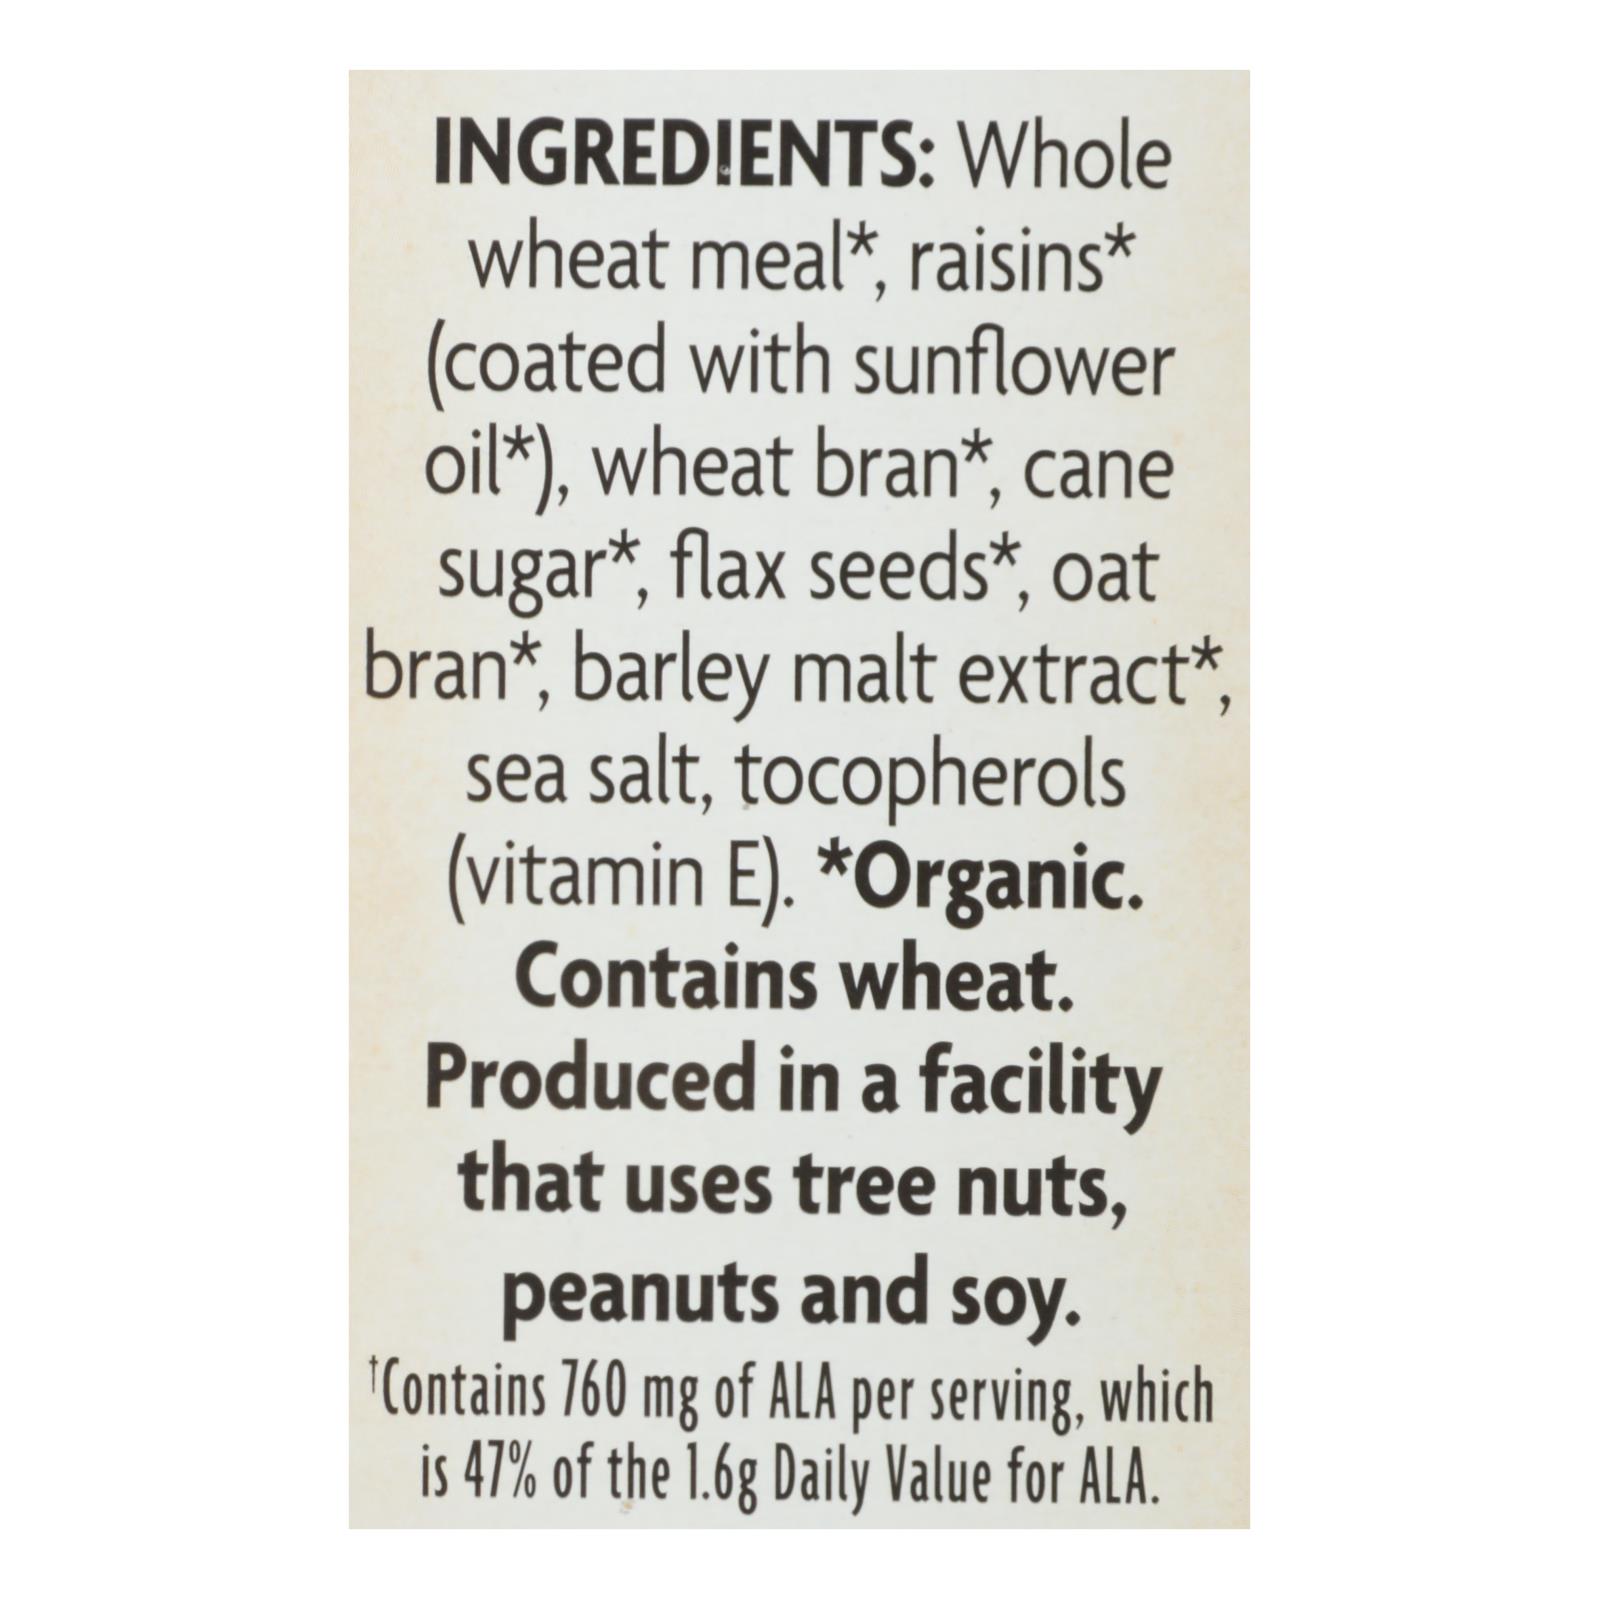 INGREDIENTS: Whole
wheat meal*, raisins*
(coated with sunflower
oil*), wheat bran*, cane
sugar*, flax seeds*, oat
bran*, barley malt extract*,
sea salt, tocopherols
(vitamin E). *Organic.
Contains wheat.
Produced in a facility
that uses tree nuts,
peanuts and soy.
†Contains 760 mg of ALA per serving, which
is 47% of the 1.6g Daily Value for ALA.